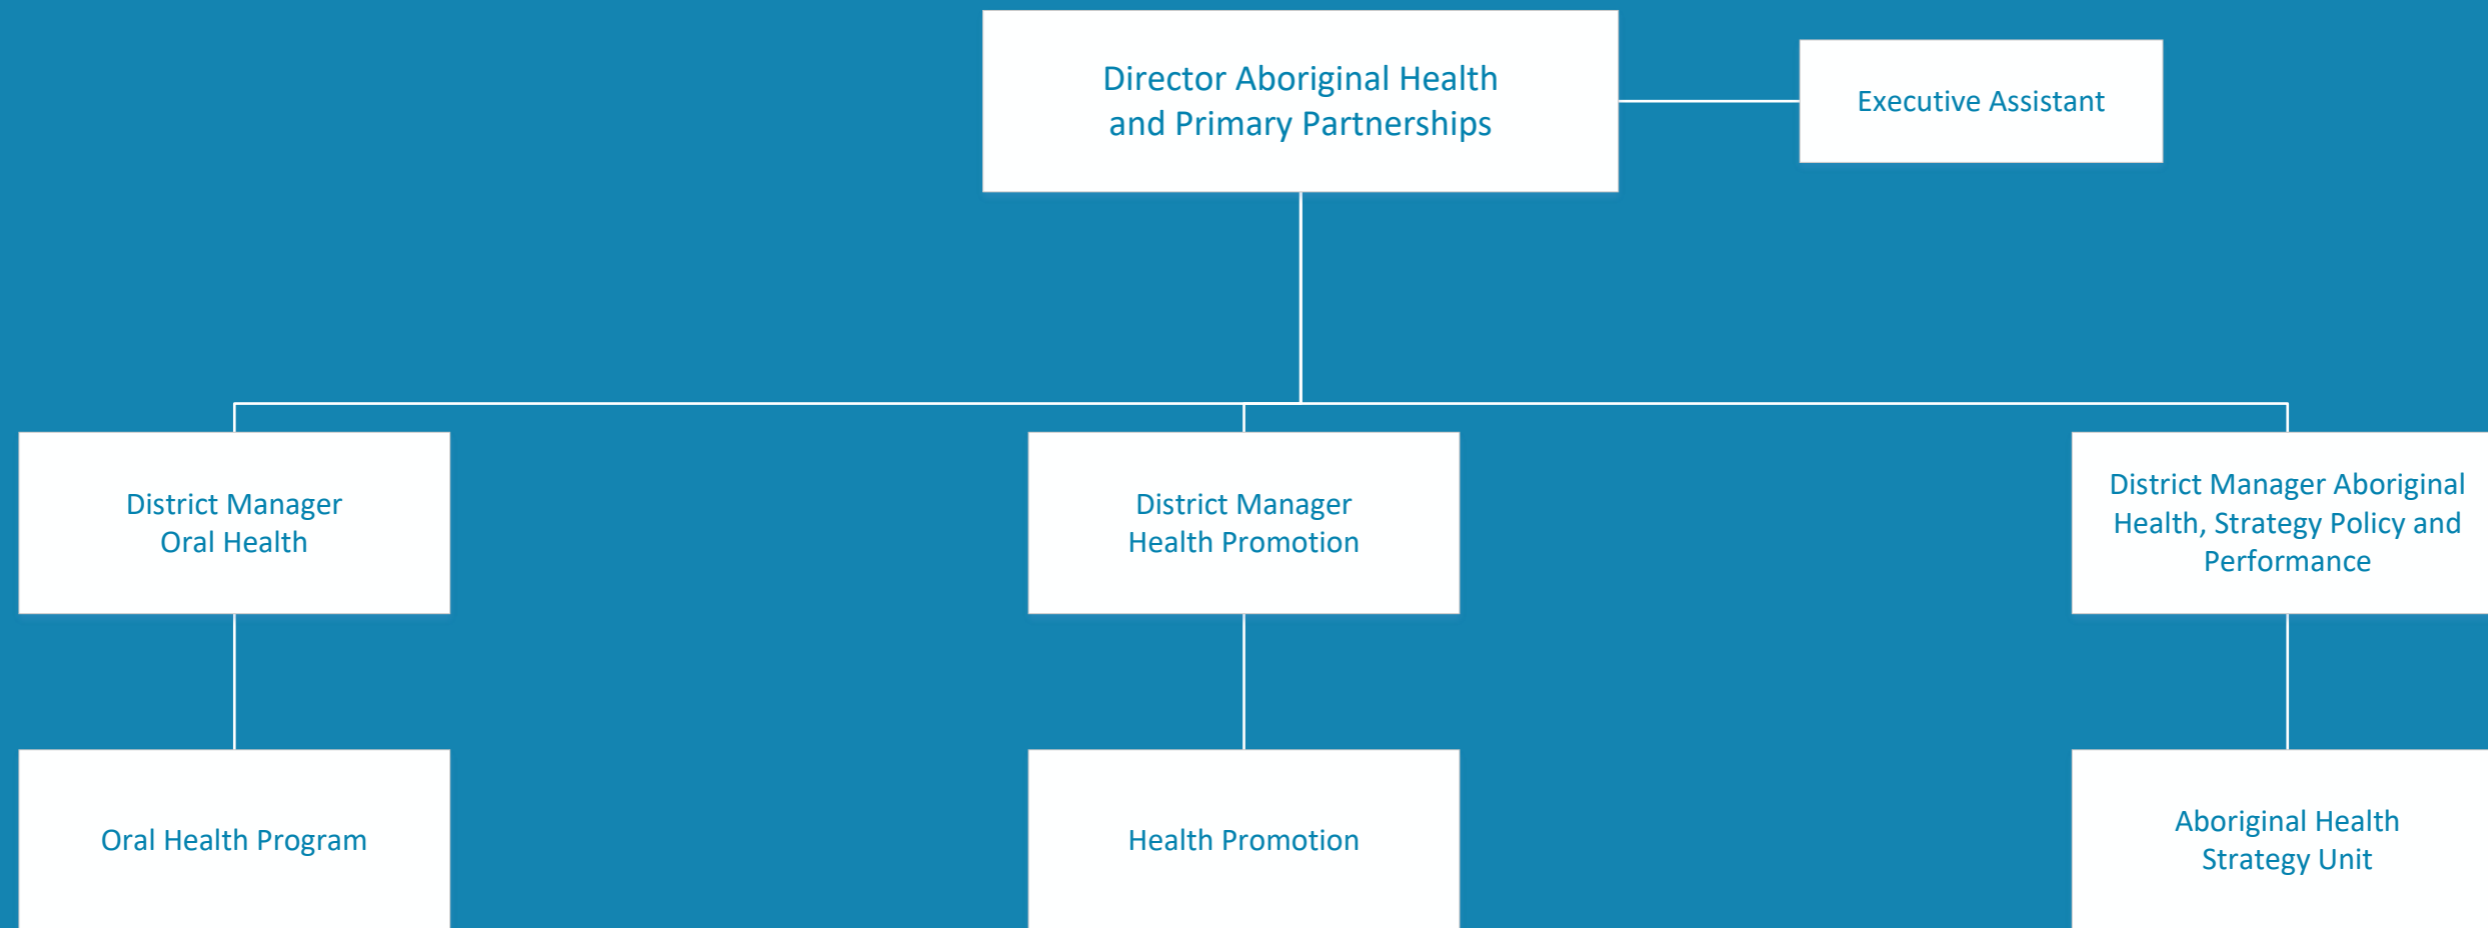 Director Aboriginal Health
and Primary Partnerships
Executive Assistant
District Manager
Oral Health
District Manager
Health Promotion
District Manager Aboriginal
Health, Strategy Policy and
Performance
Oral Health Program
Health Promotion
Aboriginal Health
Strategy Unit